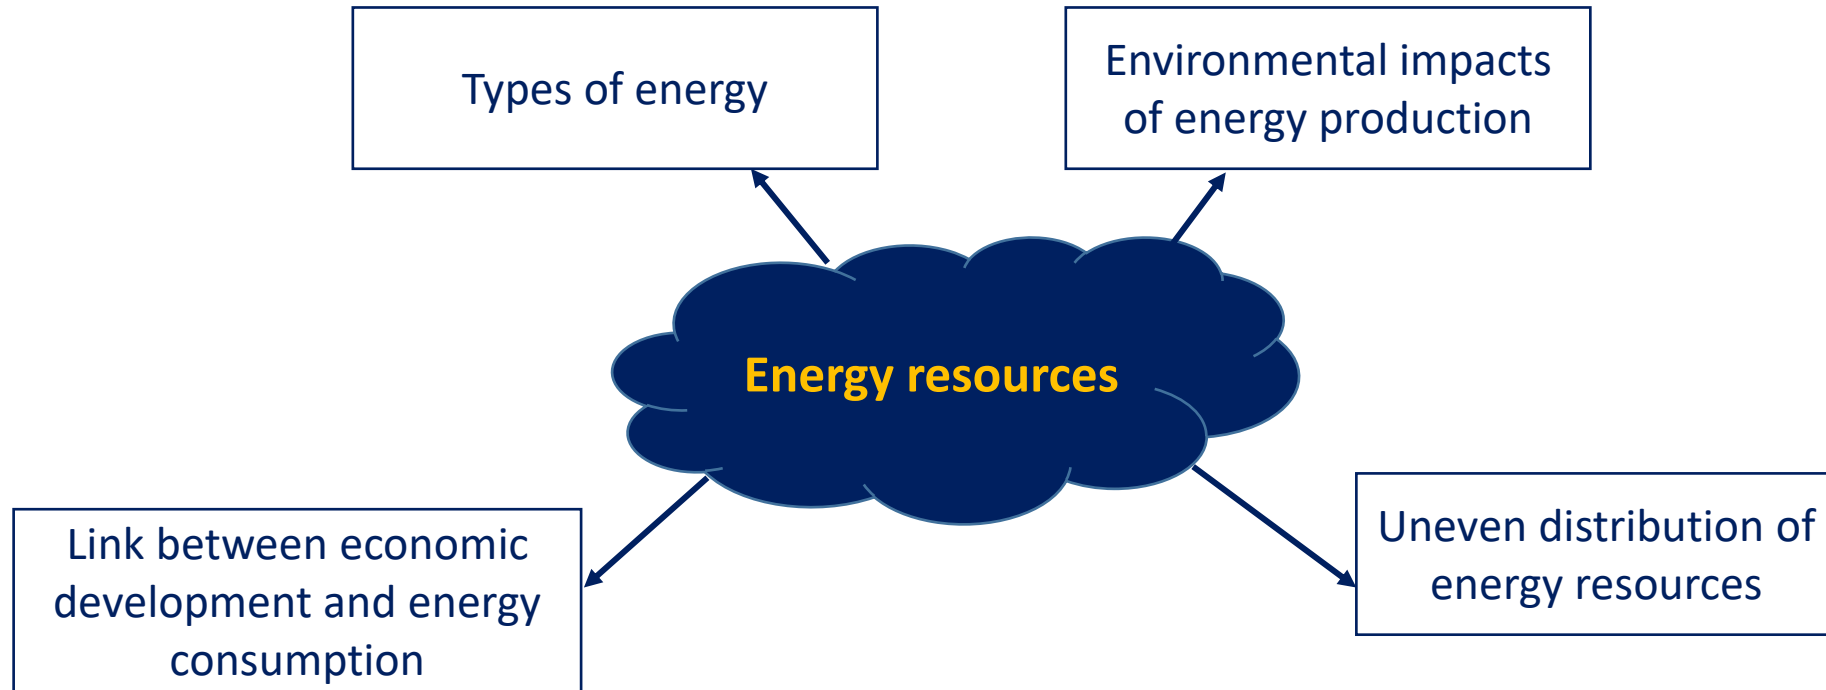 Types of energy
Environmental impacts
of energy production
Energy resources
Link between economic
development and energy
consumption
Uneven distribution of
energy resources